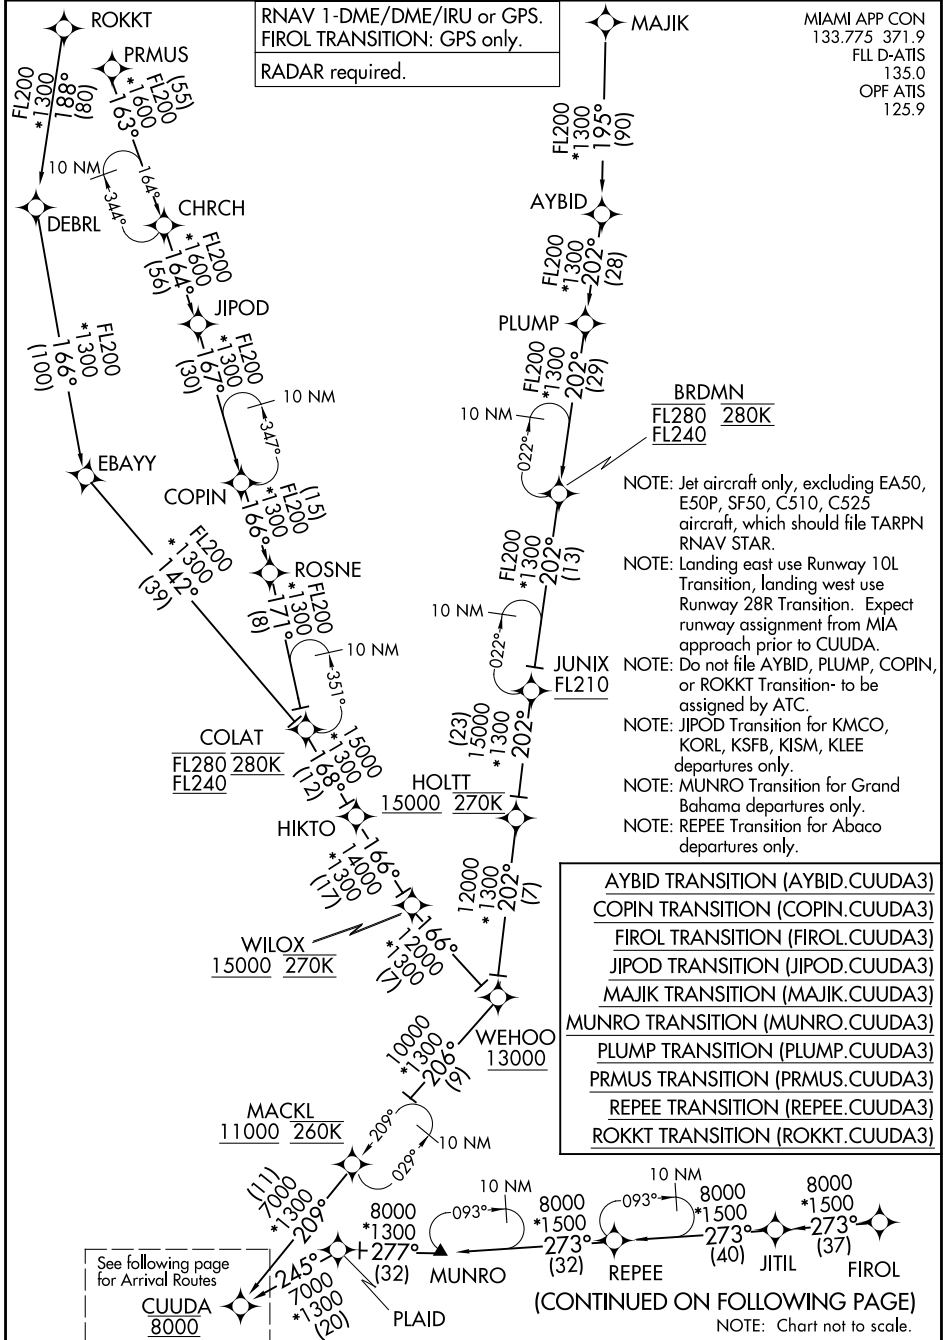 ROKKT
RNAV 1-DME/DME/IRU or GPS.
FIROL TRANSITION: GPS only.
RADAR required.
MAJIK
MIAMI APP CON
133.775 371.9
FLL D-ATIS
135.0
OPF ATIS
125.9
PRMUS
FL200
*1300
188°
(80)
(55)
FL200
*1600
163°
FL200
*1300
195°
(90)
10 NM
164°
344°
DEBRL
CHRCH
AYBID
FL200
*1600
164°
(56)
FL200
*1300
202°
(28)
JIPOD
PLUMP
FL200
*1300
166°
(100)
FL200
*1300
167°
(30)
FL200
*1300
202°
(29)
10 NM
347°
10 NM
022°
BRDMN
FL280 280K
FL240
EBAYY
COPIN
(15)
FL200
*1300
166°
ROSNE
FL200
*1300
142°
(39)
FL200
*1300
171°
(8)
FL200
*1300
202°
(13)
10 NM
351°
10 NM
022°
JUNIX
FL210
NOTE: Jet aircraft only, excluding EA50,
E50P, SF50, C510, C525
aircraft, which should file TARPN
RNAV STAR.
NOTE: Landing east use Runway 10L
Transition, landing west use
Runway 28R Transition. Expect
runway assignment from MIA
approach prior to CUUDA.
NOTE: Do not file AYBID, PLUMP, COPIN,
or ROKKT Transition- to be
assigned by ATC.
NOTE: JIPOD Transition for KMCO,
KORL, KSFB, KISM, KLEE
departures only.
NOTE: MUNRO Transition for Grand
Bahama departures only.
NOTE: REPEE Transition for Abaco
departures only.
COLAT
FL280 280K
FL240
15000
*1300
168°
(12)
(23)
15000
*1300
202°
HOLTT
15000 270K
HIKTO
166°
14000
*1300
(17)
12000
*1300
202°
(7)
WILOX
15000 270K
166°
12000
*1300
(7)
WEHOO
13000
AYBID TRANSITION (AYBID.CUUDA3)
COPIN TRANSITION (COPIN.CUUDA3)
FIROL TRANSITION (FIROL.CUUDA3)
JIPOD TRANSITION (JIPOD.CUUDA3)
MAJIK TRANSITION (MAJIK.CUUDA3)
MUNRO TRANSITION (MUNRO.CUUDA3)
PLUMP TRANSITION (PLUMP.CUUDA3)
PRMUS TRANSITION (PRMUS.CUUDA3)
REPEE TRANSITION (REPEE.CUUDA3)
ROKKT TRANSITION (ROKKT.CUUDA3)
10000
*1300
206°
(9)
MACKL
11000 260K
209°
029°
10 NM
(11)
7000
*1300
209°
8000
*1300
277°
(32)
10 NM
093°
8000
*1500
273°
(32)
10 NM
093°
8000
*1500
273°
(40)
8000
*1500
273°
(37)
MUNRO
REPEE
JITIL
FIROL
See following page
for Arrival Routes
CUUDA
8000
245°
7000
*1300
(20)
PLAID
(CONTINUED ON FOLLOWING PAGE)
NOTE: Chart not to scale.